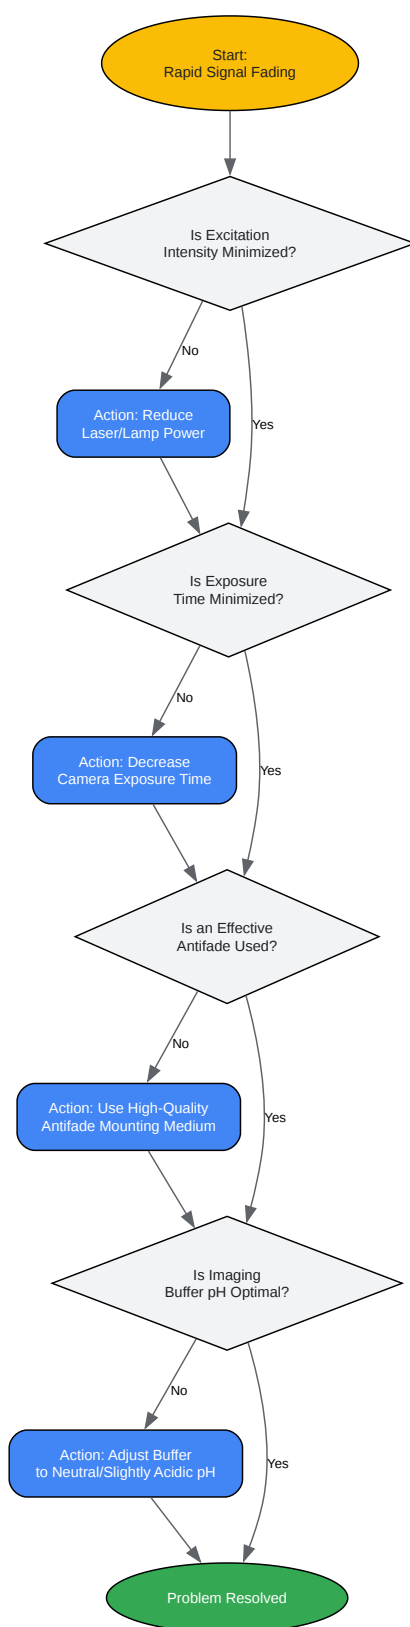 Start:
Rapid Signal Fading
Is Excitation
Intensity Minimized?
No
Yes
Action: Reduce
Laser/Lamp Power
Is Exposure
Time Minimized?
No
Yes
Action: Decrease
Camera Exposure Time
Is an Effective
Antifade Used?
No
Yes
Action: Use High-Quality
Antifade Mounting Medium
Is Imaging
Buffer pH Optimal?
No
Yes
Action: Adjust Buffer
to Neutral/Slightly Acidic pH
Problem Resolved